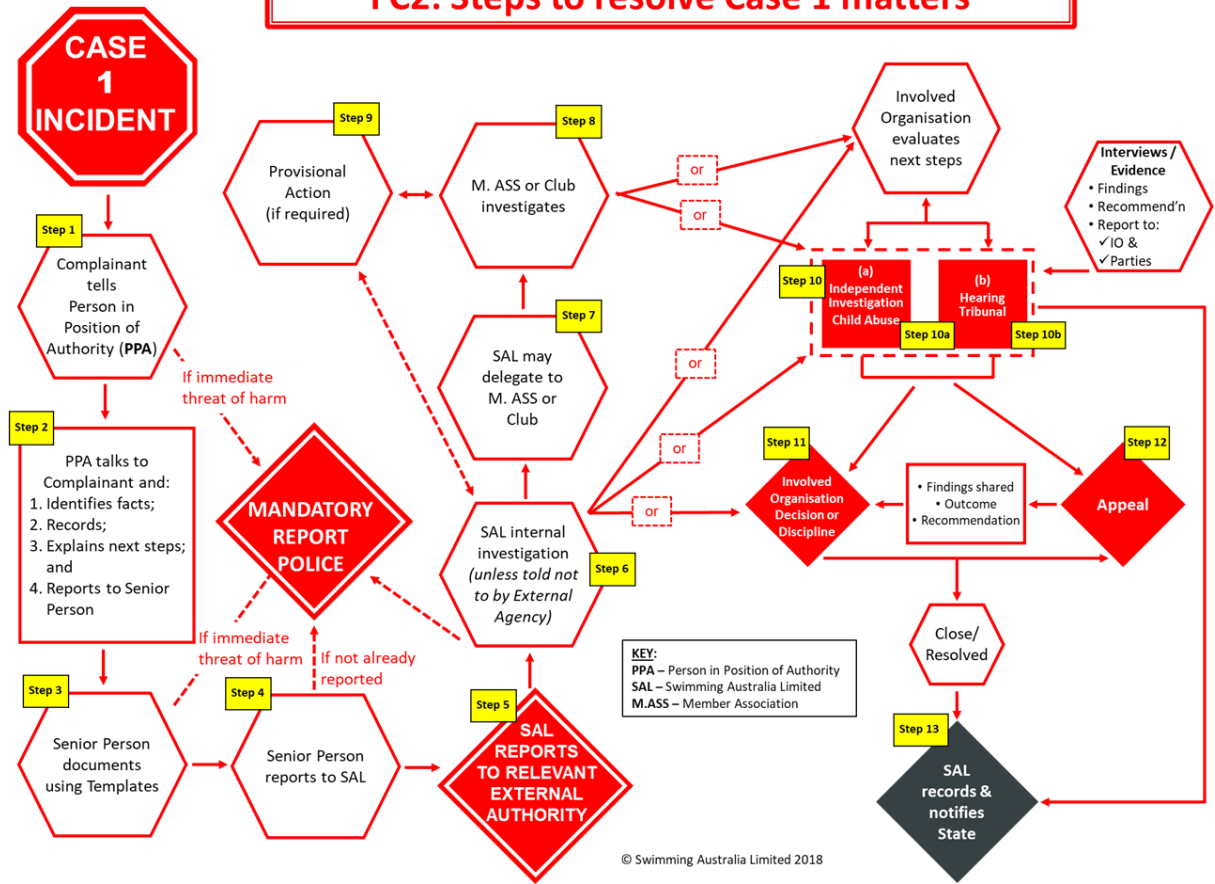 FC2: Steps to resolve Case 1 matters
CASE
1
INCIDENT
Step 1
Complainant
tells
Person in
Position of
Authority (PPA)
If immediate
threat of harm
Step 2
PPA talks to
Complainant and:
1. Identifies facts;
2. Records;
3. Explains next steps;
and
4. Reports to Senior
Person
MANDATORY
REPORT
POLICE
If immediate
threat of harm
If not already
reported
Step 3
Senior Person
documents
using Templates
Step 4
Senior Person
reports to SAL
Step 5
SAL
REPORTS
TO RELEVANT
EXTERNAL
AUTHORITY
Step 6
SAL internal
investigation
(unless told not
to by External
Agency)
Step 7
SAL may
delegate to
M. ASS or
Club
Step 8
M. ASS or Club
investigates
Step 9
Provisional
Action
(if required)
or
or
or
or
or
Involved
Organisation
evaluates
next steps
Interviews /
Evidence
• Findings
• Recommend'n
• Report to:
✓IO &
✓Parties
Step 10
(a)
Independent
Investigation
Child Abuse
Step 10a
(b)
Hearing
Tribunal
Step 10b
Step 11
Involved
Organisation
Decision or
Discipline
• Findings shared
• Outcome
• Recommendation
Step 12
Appeal
Close/
Resolved
Step 13
SAL
records &
notifies
State
KEY:
PPA – Person in Position of Authority
SAL – Swimming Australia Limited
M.ASS – Member Association
© Swimming Australia Limited 2018